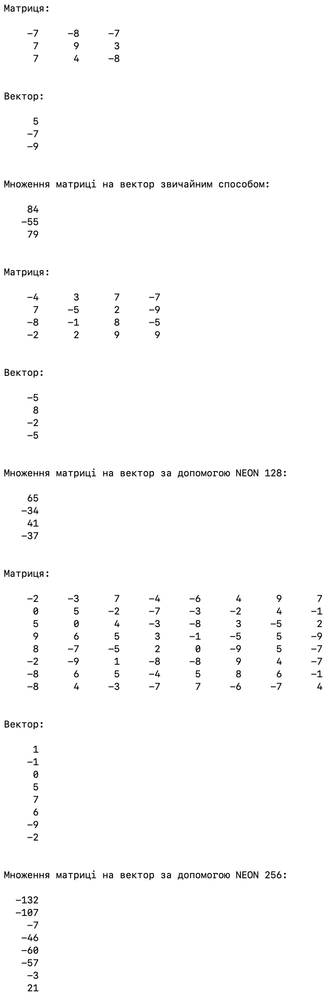 Матриця:
−7 −8 −7
7 9 3
7 4 −8
Вектор:
5
−7
−9
Множення матриці на вектор звичайним способом:
84
−55
79
Матриця:
−4 3 7 −7
7 −5 2 −9
−8 −1 8 −5
−2 2 9 9
Вектор:
−5
8
−2
−5
Множення матриці на вектор за допомогою NEON 128:
65
−34
41
−37
Матриця:
−2 −3 7 −4 −6 4 9 7
0 5 −2 −7 −3 −2 4 −1
5 0 4 −3 −8 3 −5 2
9 6 5 3 −1 −5 5 −9
8 −7 −5 2 0 −9 5 −7
−2 −9 1 −8 −8 9 4 −7
−8 6 5 −4 5 8 6 −1
−8 4 −3 −7 7 −6 −7 4
Вектор:
1
−1
0
5
7
6
−9
−2
Множення матриці на вектор за допомогою NEON 256:
−132
−107
−7
−46
−60
−57
−3
21